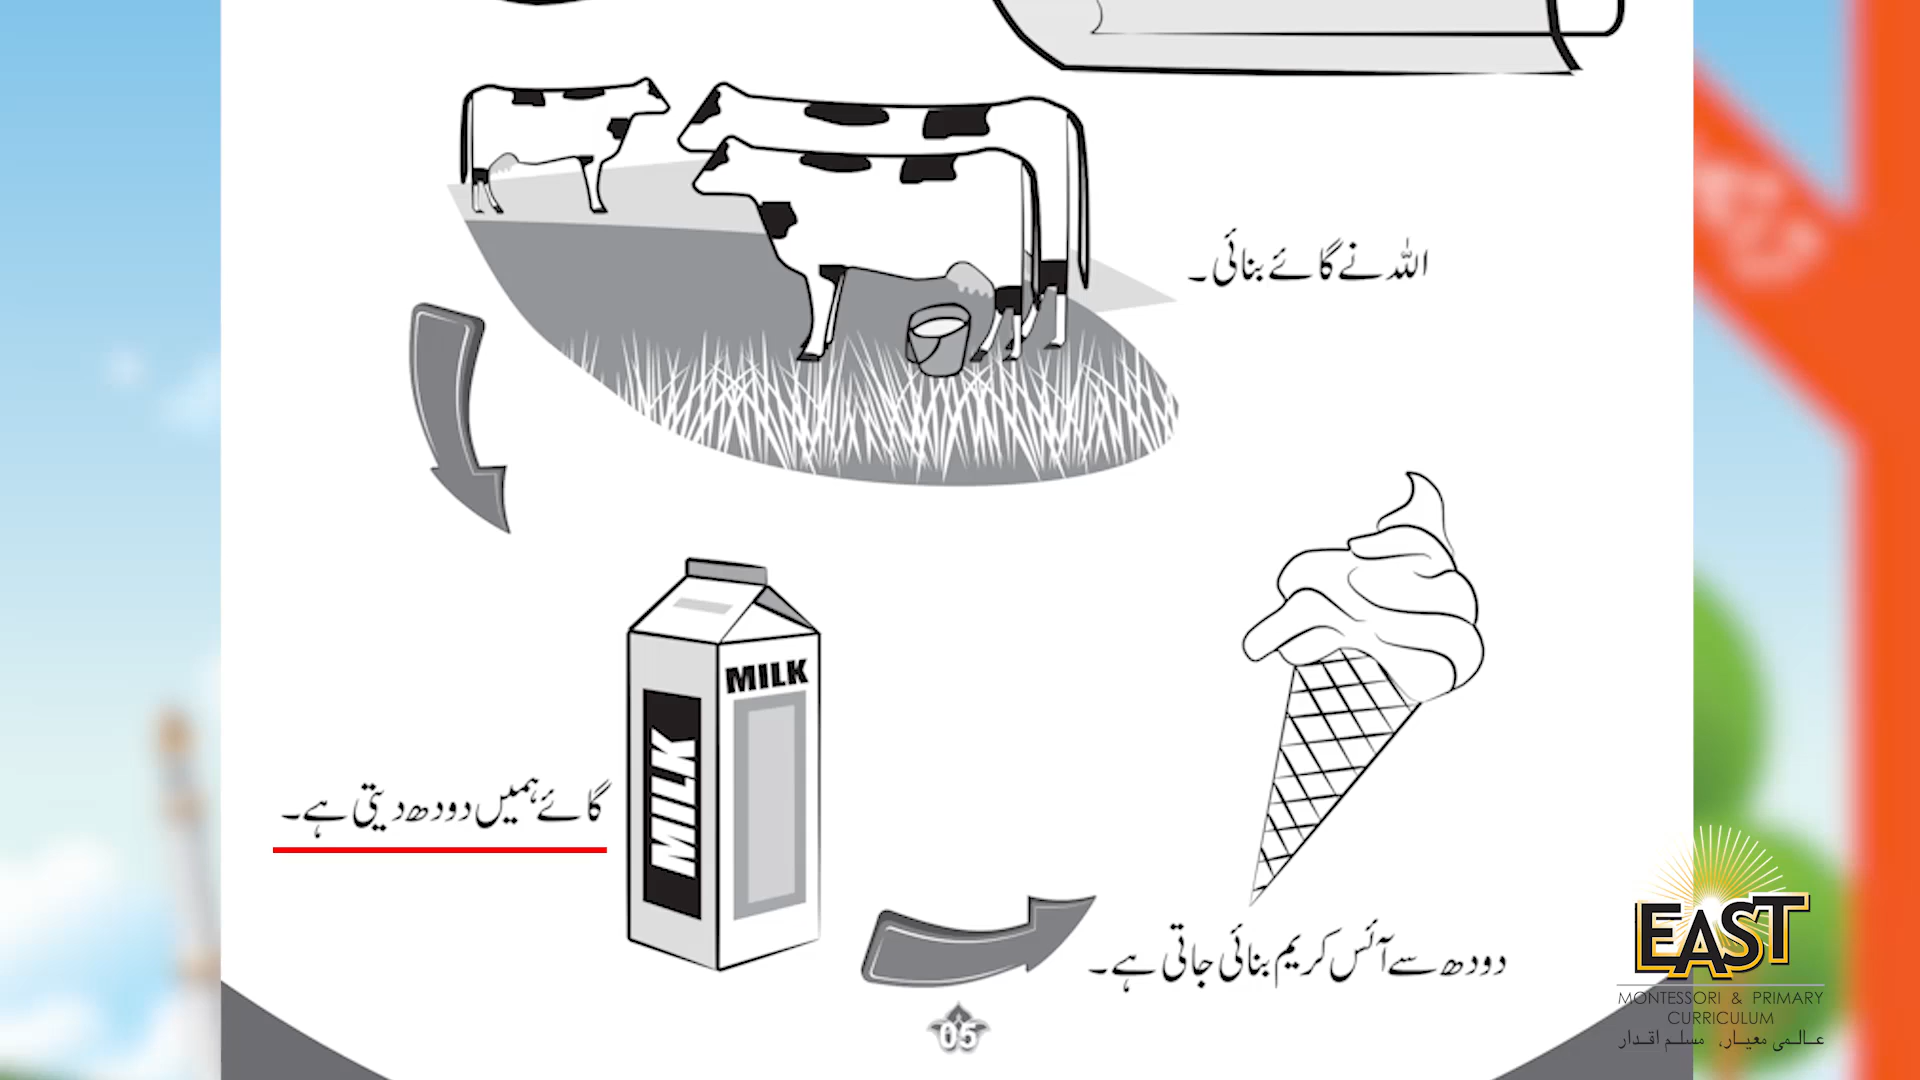 اللہ نے گائے بنائی۔
MILK
MILK
گائے ہمیں دودھ دیتی ہے۔
دودھ سے آئس کریم بنائی جاتی ہے۔
05
EAST
MONTESSORI & PRIMARY
CURRICULUM
عالمی معیار، مسلم اقدار